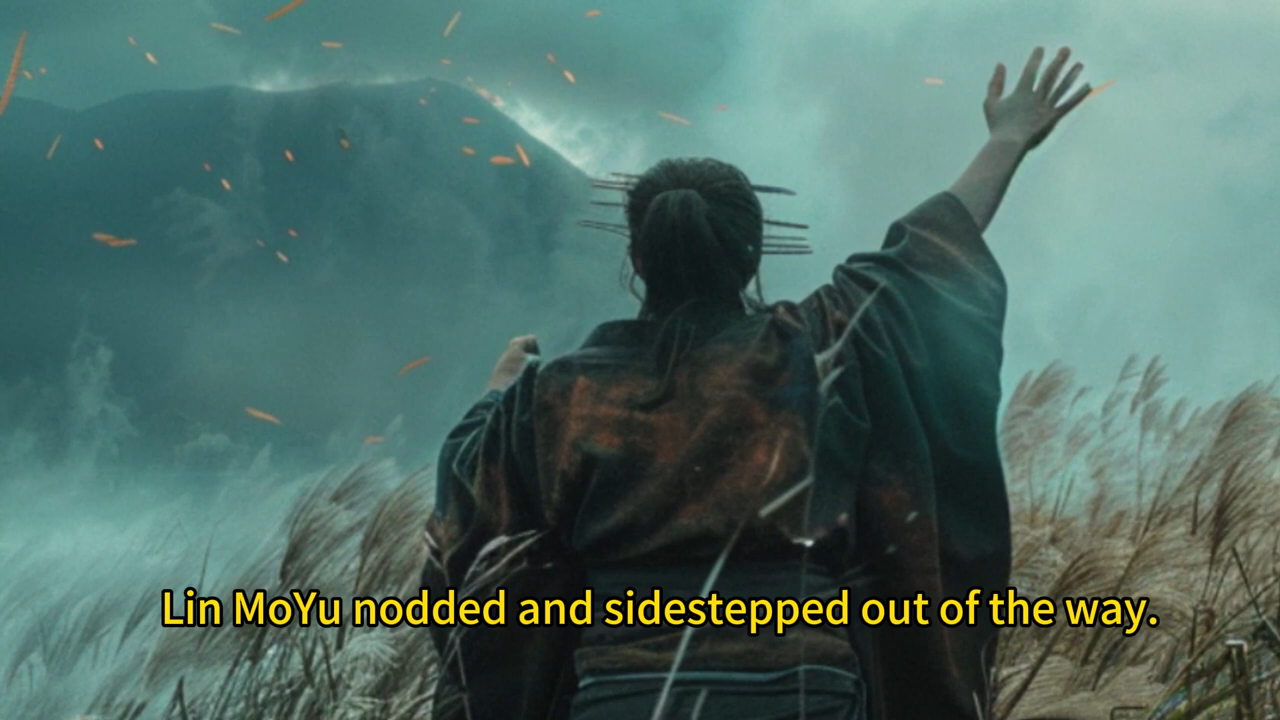 Lin MoYu nodded and sidestepped out of the way.